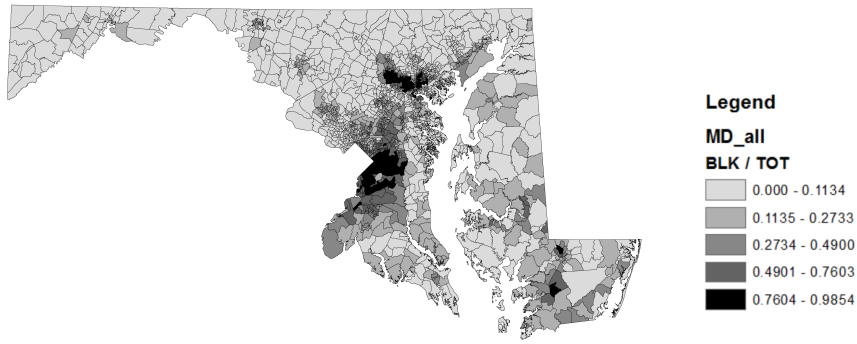 Legend
MD_all
BLK / TOT
0.000 - 0.1134
0.1135 - 0.2733
0.2734 - 0.4900
0.4901 - 0.7603
0.7604 - 0.9854